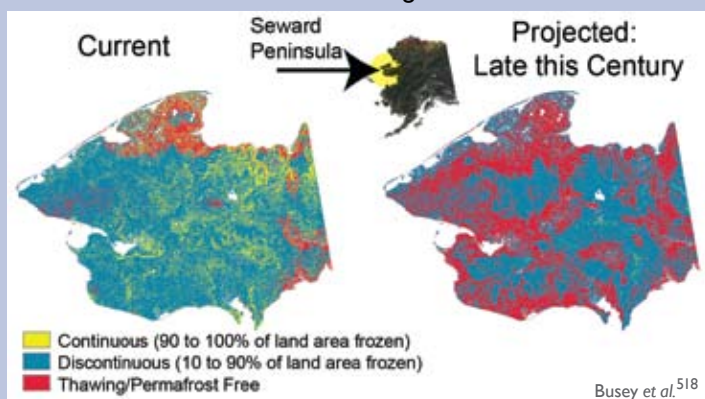 Current
Seward
Peninsula
Projected:
Late this Century
Continuous (90 to 100% of land area frozen)
Discontinuous (10 to 90% of land area frozen)
Thawing/Permafrost Free
Busey et al.518